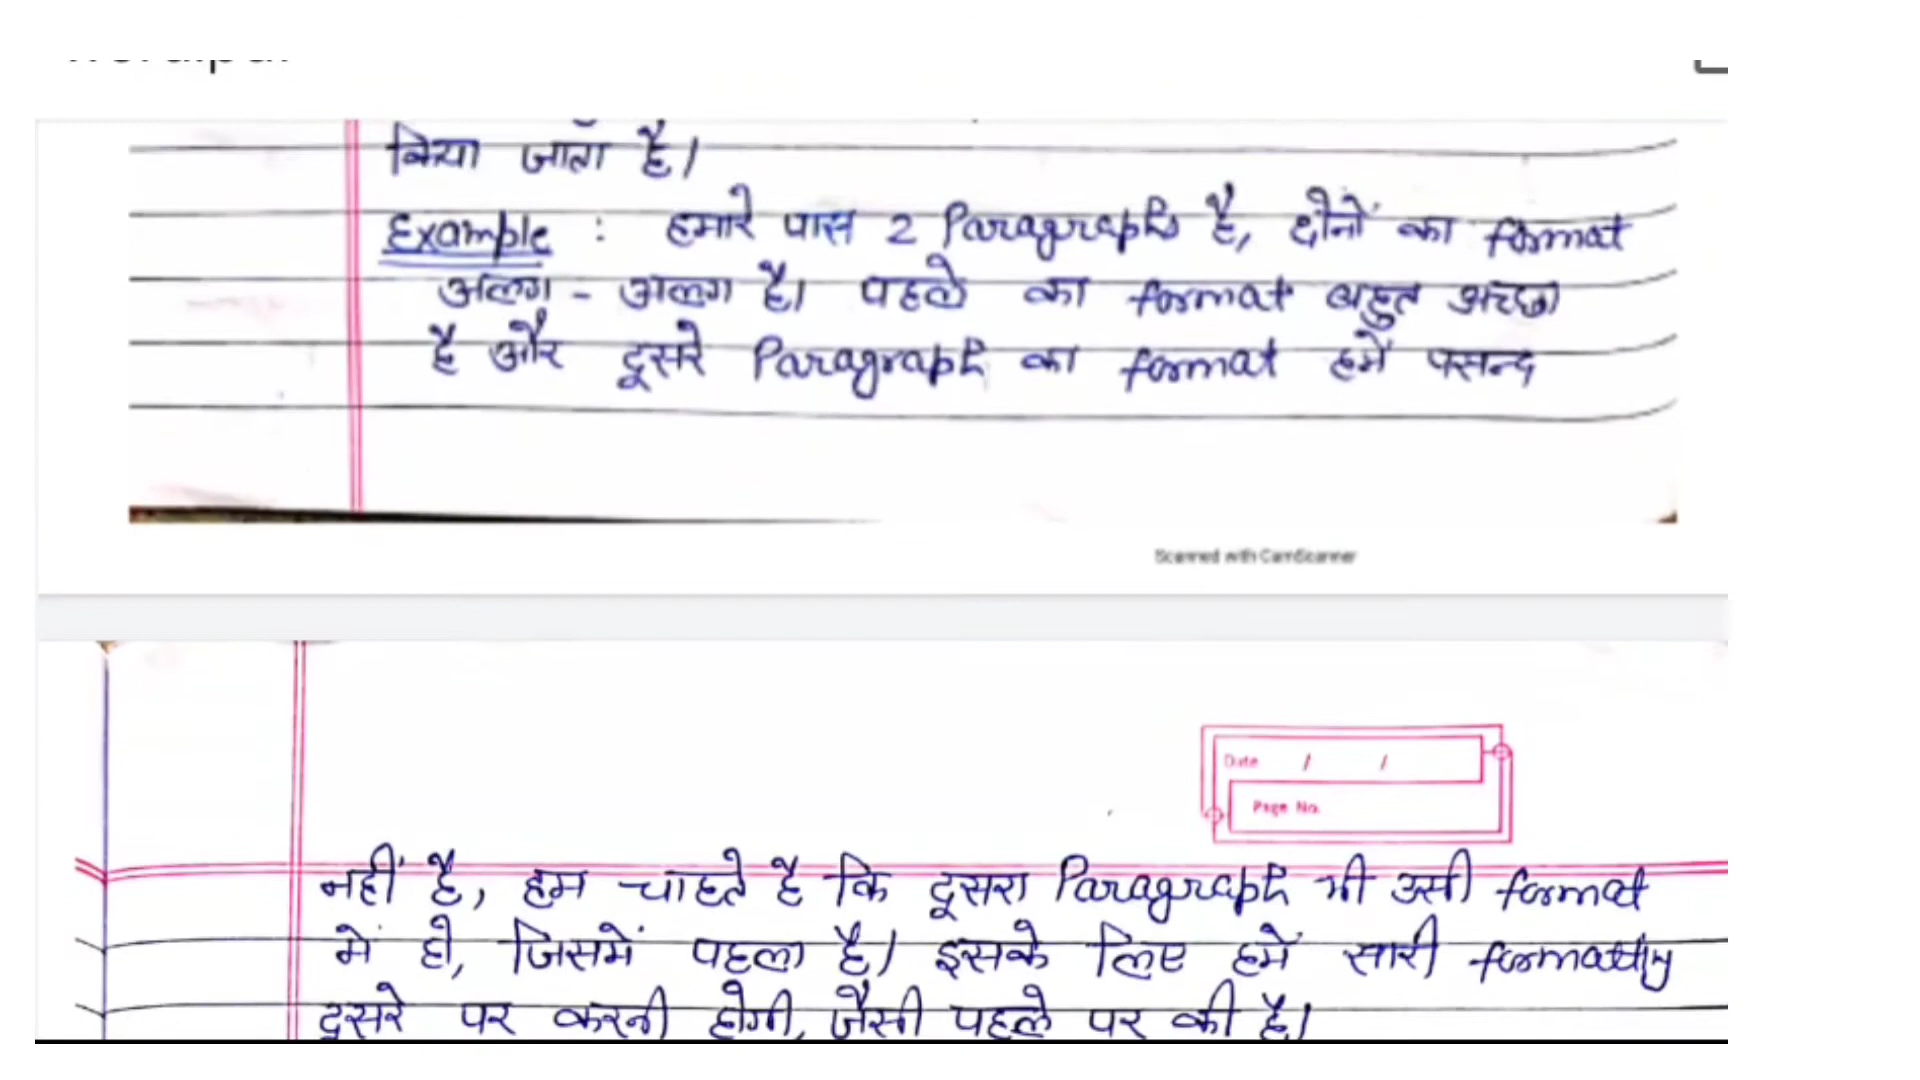 किया जाता है।
Example : हमारे पास 2 Paragraphs है, दोनों का format
अलग - अलग है। पहले का format बहुत अच्छा
है और दूसरे Paragraph का format हमें पसन्द
Scanned with CamScanner
Date / /
Page No.
नहीं है, हम चाहते है कि दूसरा Paragraph भी उसी format
में हो, जिसमें पहला है। इसके लिए हमें सारी formatting
दूसरे पर करनी होगी, जैसी पहले पर की है।